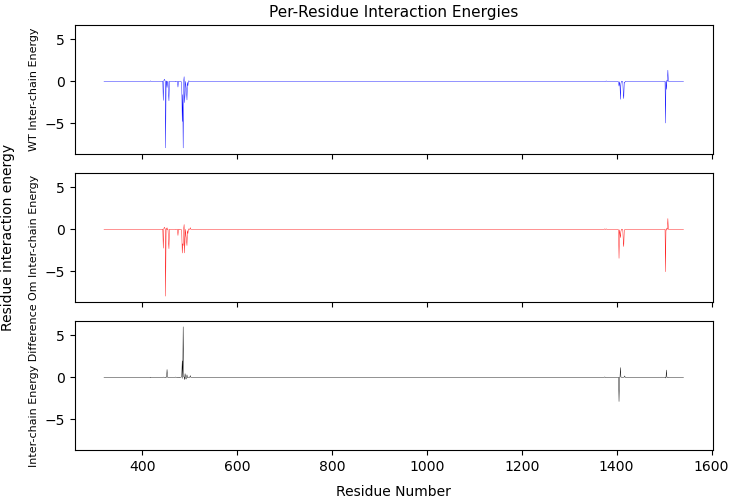 Per-Residue Interaction Energies
Residue interaction energy
WT Inter-chain Energy
5
0
−5
Om Inter-chain Energy
5
0
−5
Inter-chain Energy Difference
5
0
−5
400
600
800
1000
1200
1400
1600
Residue Number